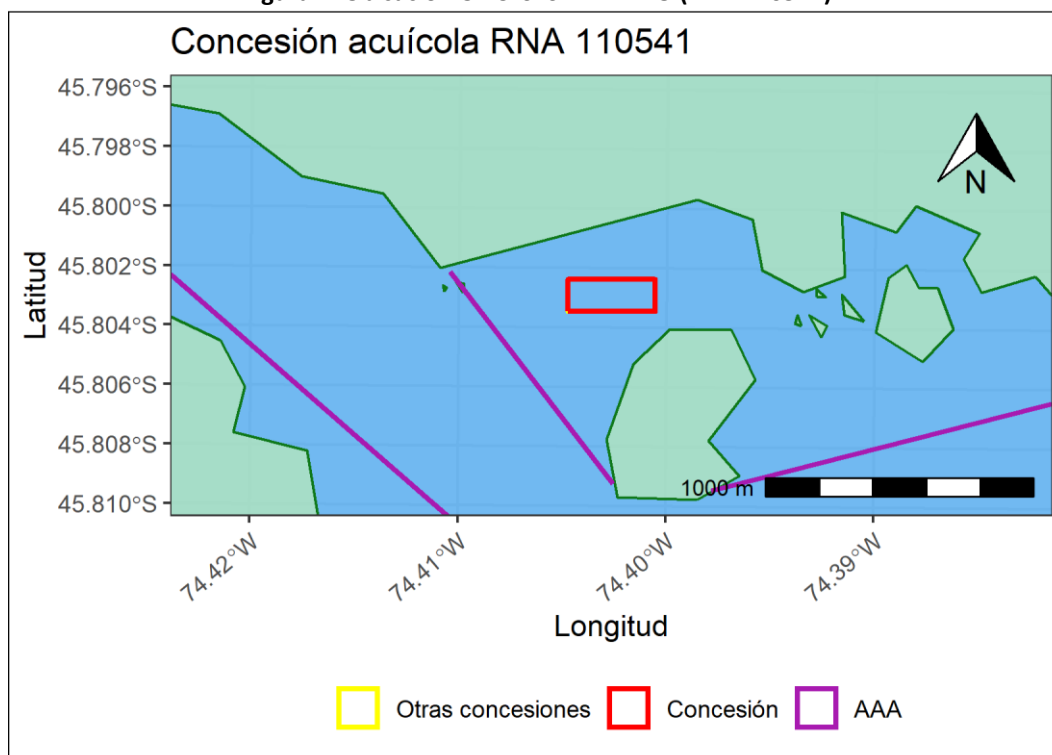 Concesión acuícola RNA 110541
45.796°S
45.798°S
45.800°S
45.802°S
45.804°S
45.806°S
45.808°S
45.810°S
Latitud
N
1000 m
74.42°W
74.41°W
74.40°W
74.39°W
Longitud
Otras concesiones
Concesión
AAA